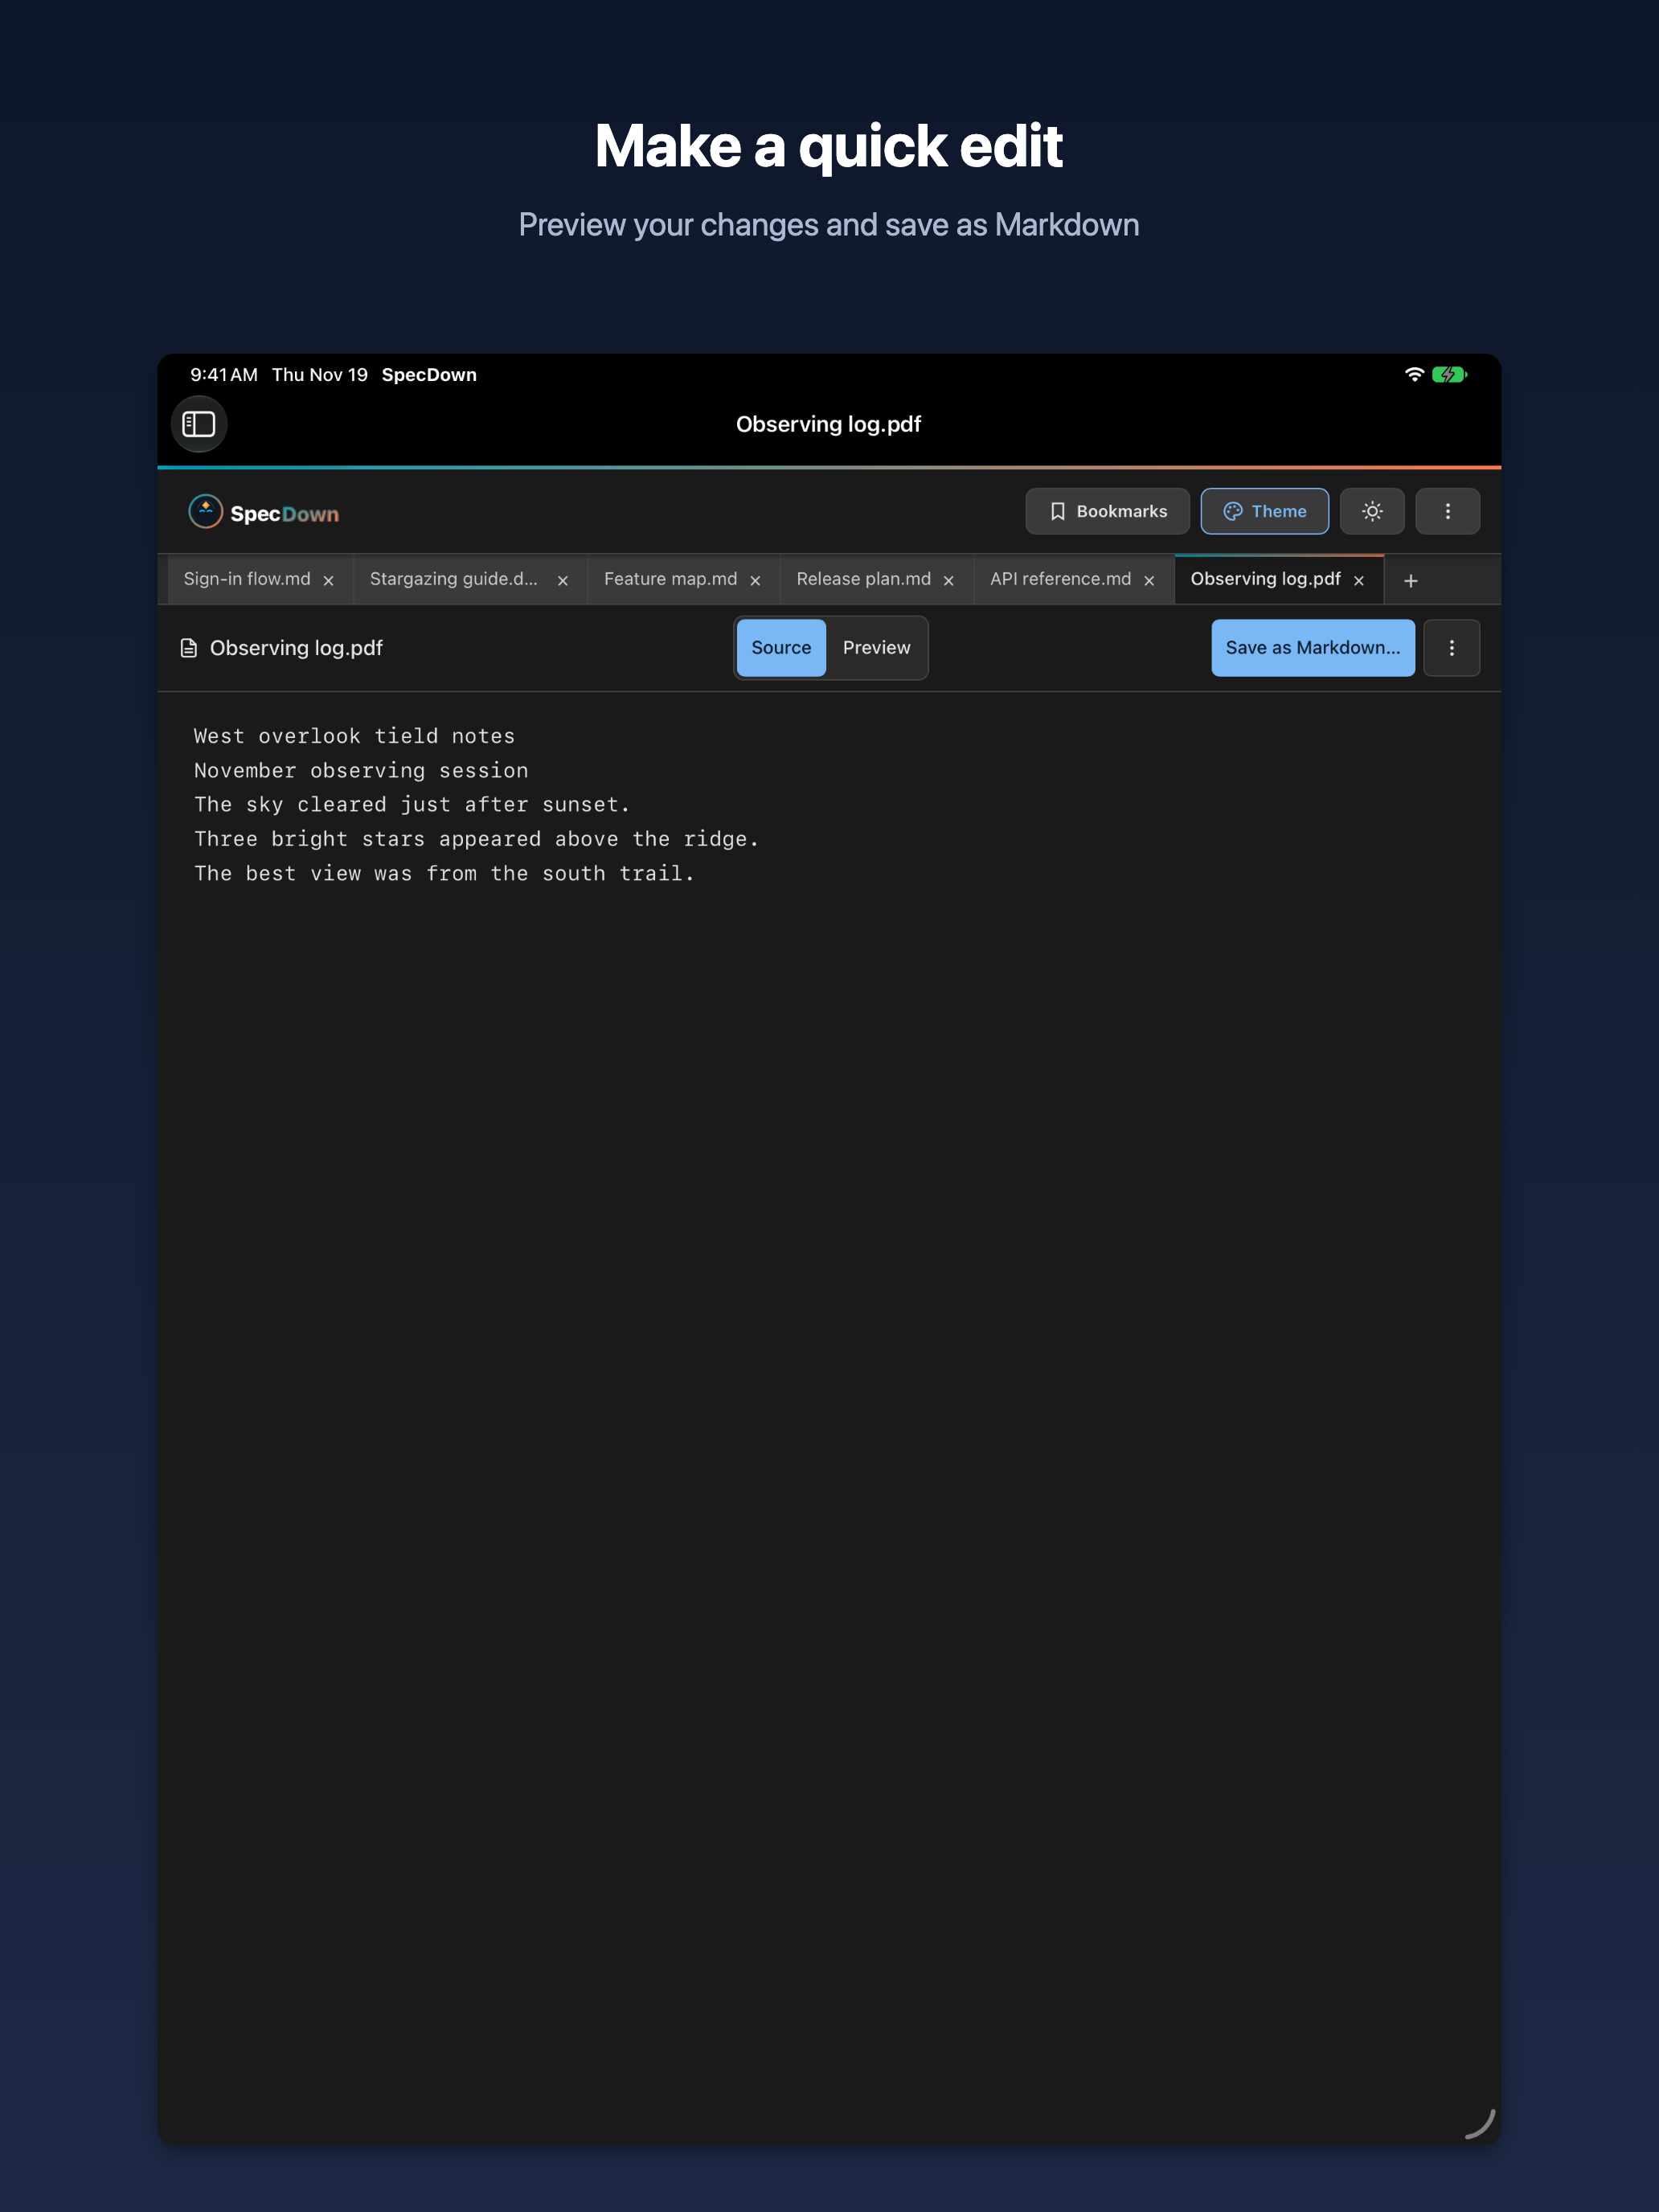 Make a quick edit
Preview your changes and save as Markdown
9:41 AM Thu Nov 19 SpecDown
Observing log.pdf
SpecDown
Bookmarks Theme
Sign-in flow.md × Stargazing guide.d... × Feature map.md × Release plan.md × API reference.md × Observing log.pdf × +
Observing log.pdf Source Preview Save as Markdown...
West overlook tield notes
November observing session
The sky cleared just after sunset.
Three bright stars appeared above the ridge.
The best view was from the south trail.